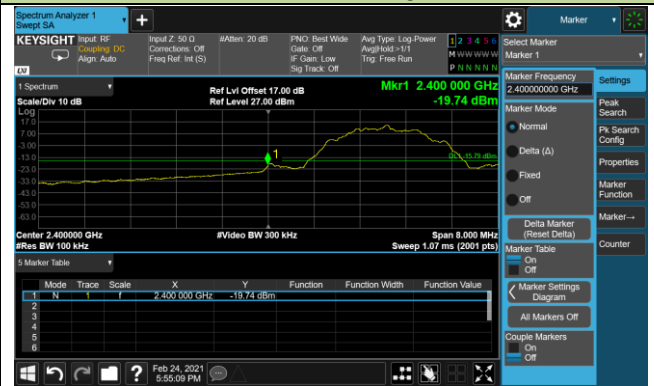 Spectrum Analyzer 1
Swept SA
Marker
KEYSIGHT Input: RF
Coupling: DC
Align: Auto
Input Z: 50 Ω
Corrections: Off
Freq Ref: Int (S)
#Atten: 20 dB
PNO: Best Wide
Gate: Off
IF Gain: Low
Sig Track: Off
Avg Type: Log-Power
Avg|Hold:>1/1
Trig: Free Run
1 2 3 4 5 6
M W W W W W
P N N N N N
LXI
Select Marker
Marker 1
1 Spectrum
Scale/Div 10 dB
Ref Lvl Offset 17.00 dB
Ref Level 27.00 dBm
Mkr1 2.400 000 GHz
-19.74 dBm
Log
17.0
7.00
-3.00
-13.0
-23.0
-33.0
-43.0
-53.0
-63.0
1
DL1 -15.79 dBm
Center 2.400000 GHz
#Res BW 100 kHz
#Video BW 300 kHz
Span 8.000 MHz
Sweep 1.07 ms (2001 pts)
5 Marker Table
Mode Trace Scale X Y Function Function Width Function Value
1 N 1 f 2.400 000 GHz -19.74 dBm
2
3
4
5
6
Marker Frequency
2.400000000 GHz
Marker Mode
Normal
Delta (Δ)
Fixed
Off
Delta Marker
(Reset Delta)
Marker Table
On
Off
Marker Settings
Diagram
All Markers Off
Couple Markers
On
Off
Settings
Peak
Search
Pk Search
Config
Properties
Marker
Function
Marker→
Counter
?
Feb 24, 2021
5:55:09 PM